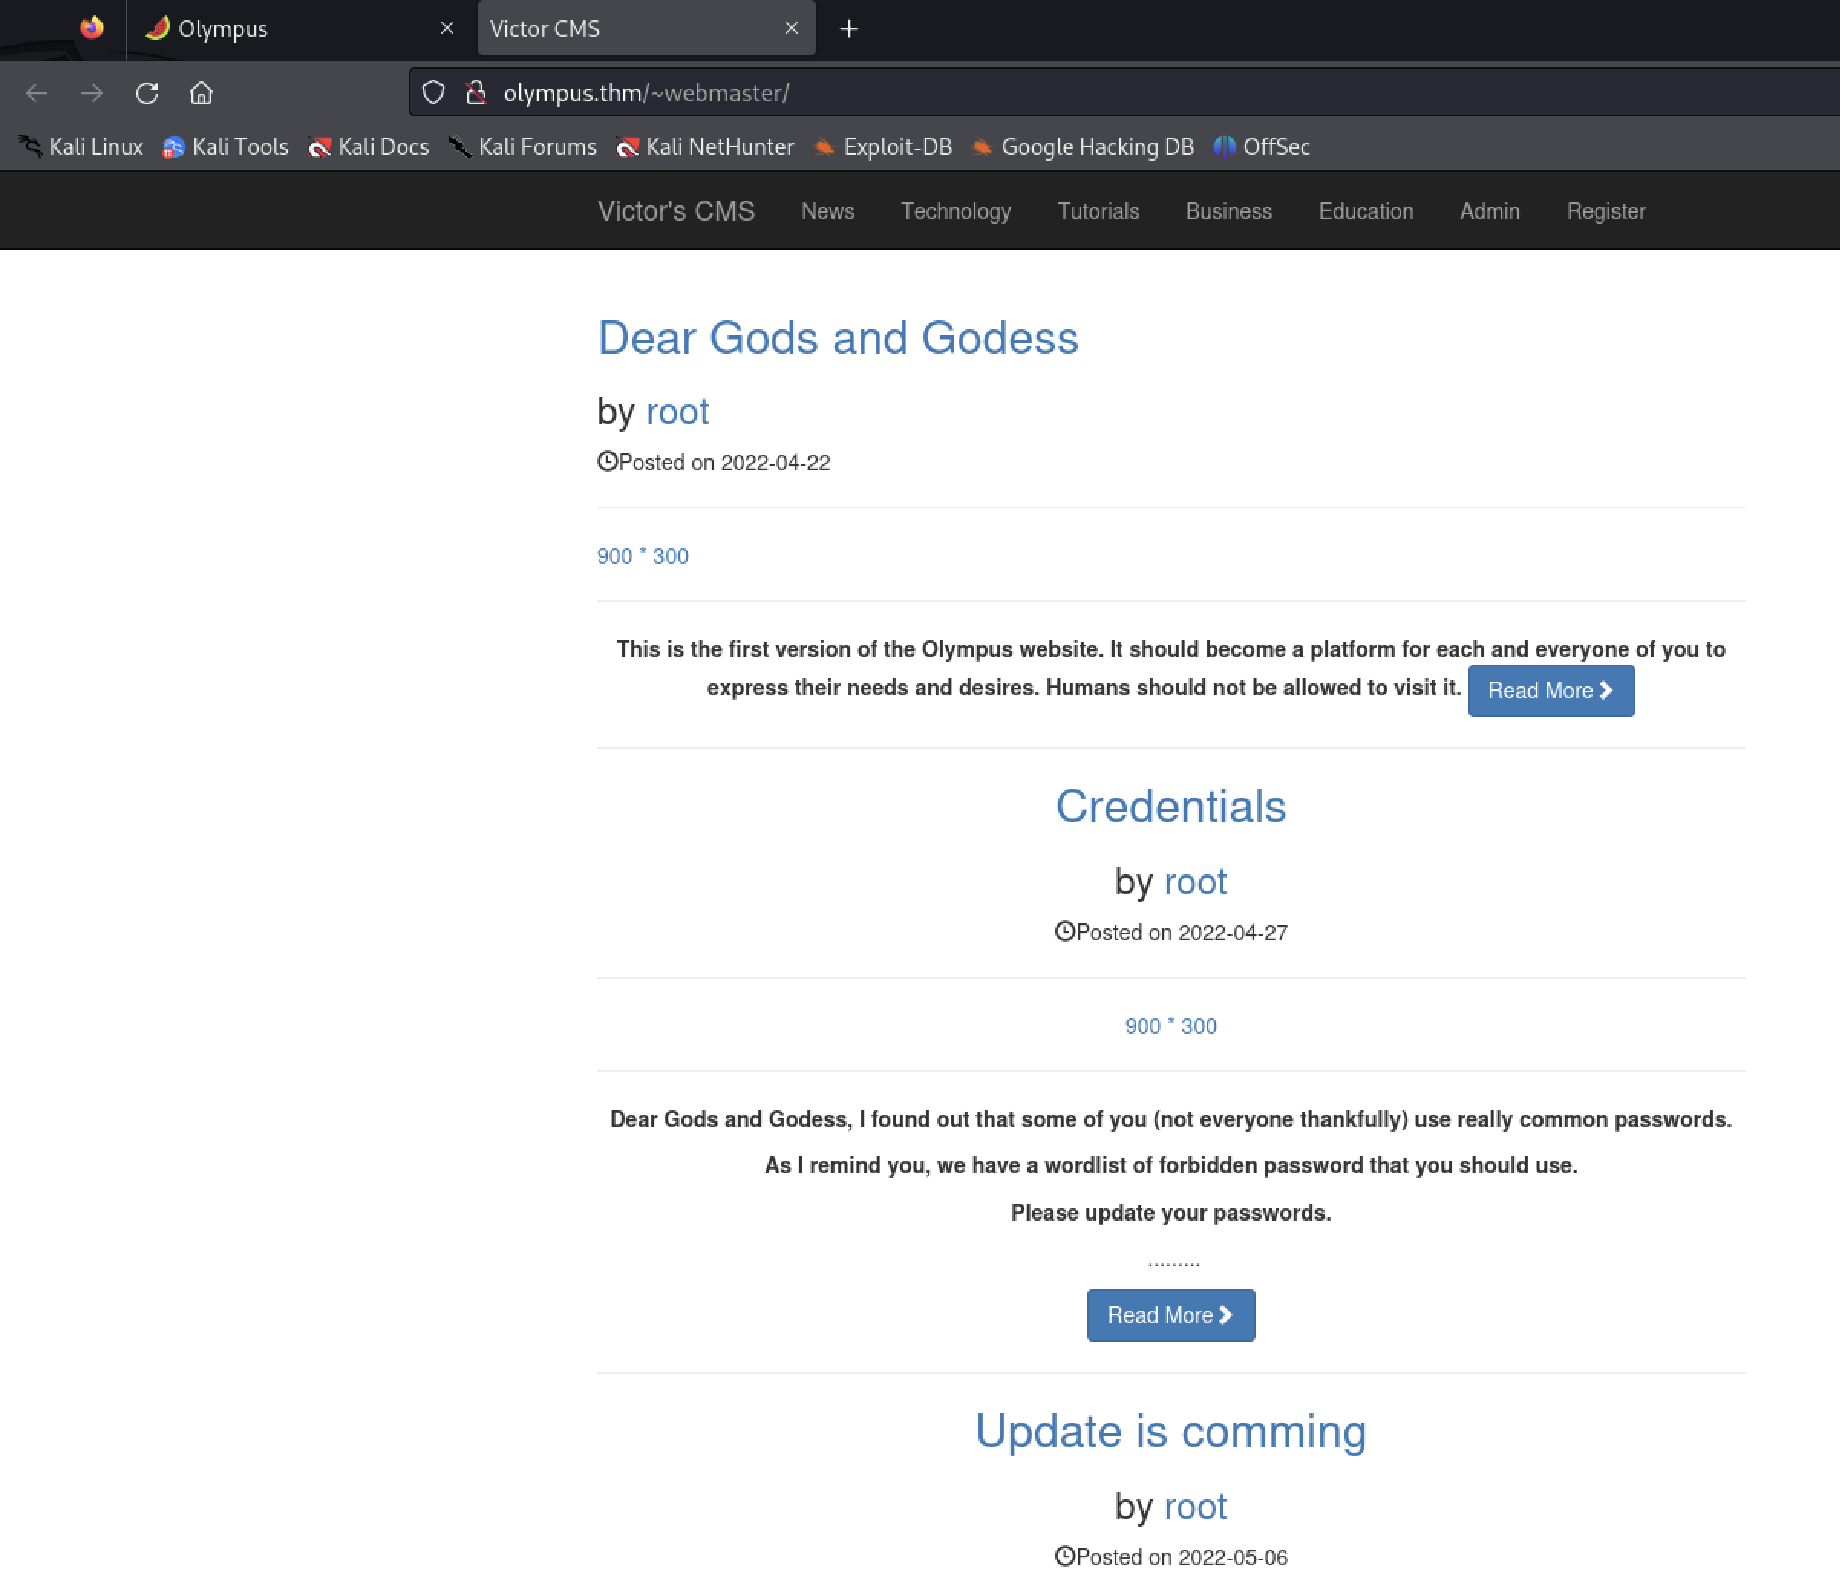 Olympus
Victor CMS
olympus.thm/~webmaster/
Kali Linux Kali Tools Kali Docs Kali Forums Kali NetHunter Exploit-DB Google Hacking DB OffSec
Victor's CMS News Technology Tutorials Business Education Admin Register
Dear Gods and Godess
by root
Posted on 2022-04-22
900 * 300
This is the first version of the Olympus website. It should become a platform for each and everyone of you to
express their needs and desires. Humans should not be allowed to visit it. Read More
Credentials
by root
Posted on 2022-04-27
900 * 300
Dear Gods and Godess, I found out that some of you (not everyone thankfully) use really common passwords.
As I remind you, we have a wordlist of forbidden password that you should use.
Please update your passwords.
.........
Read More
Update is comming
by root
Posted on 2022-05-06